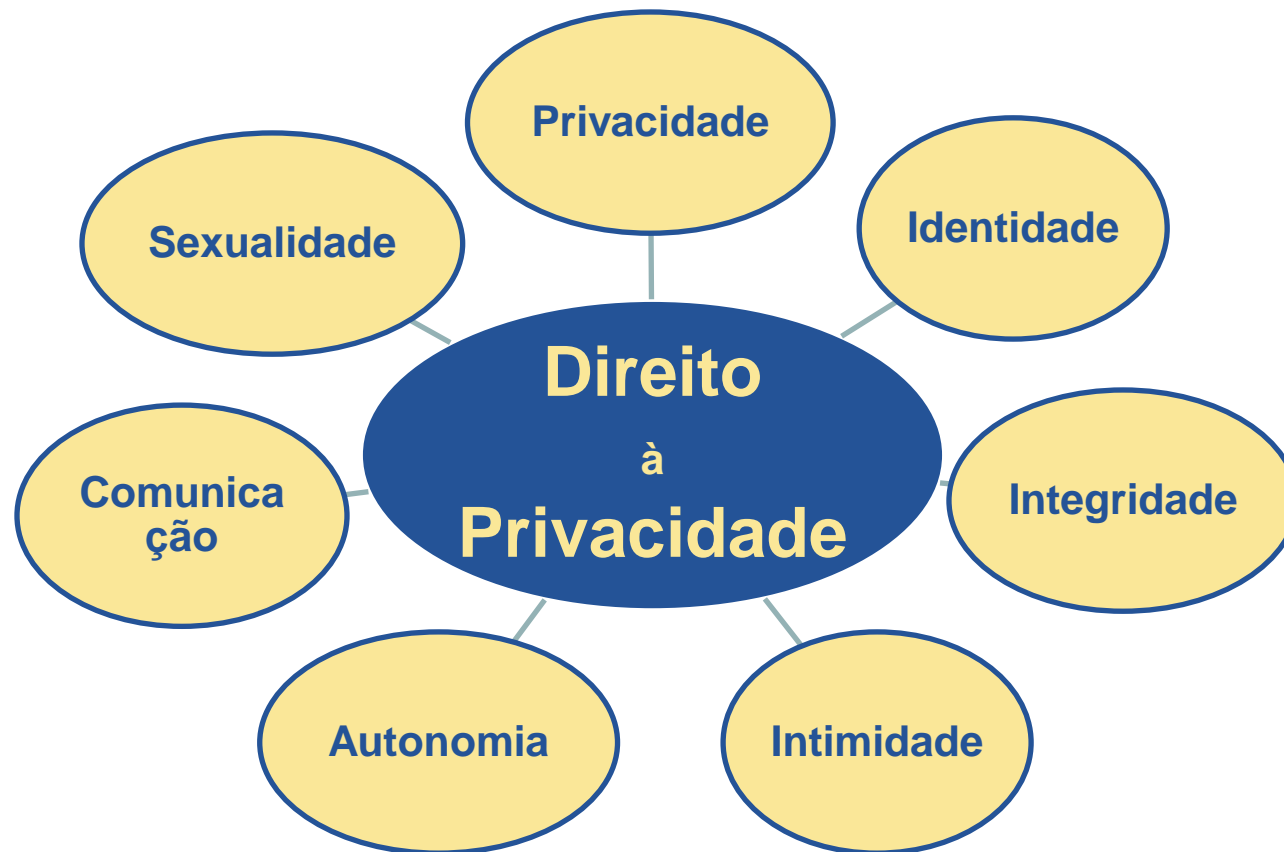 Privacidade
Sexualidade
Identidade
Direito
à
Privacidade
Comunica
ção
Integridade
Autonomia
Intimidade